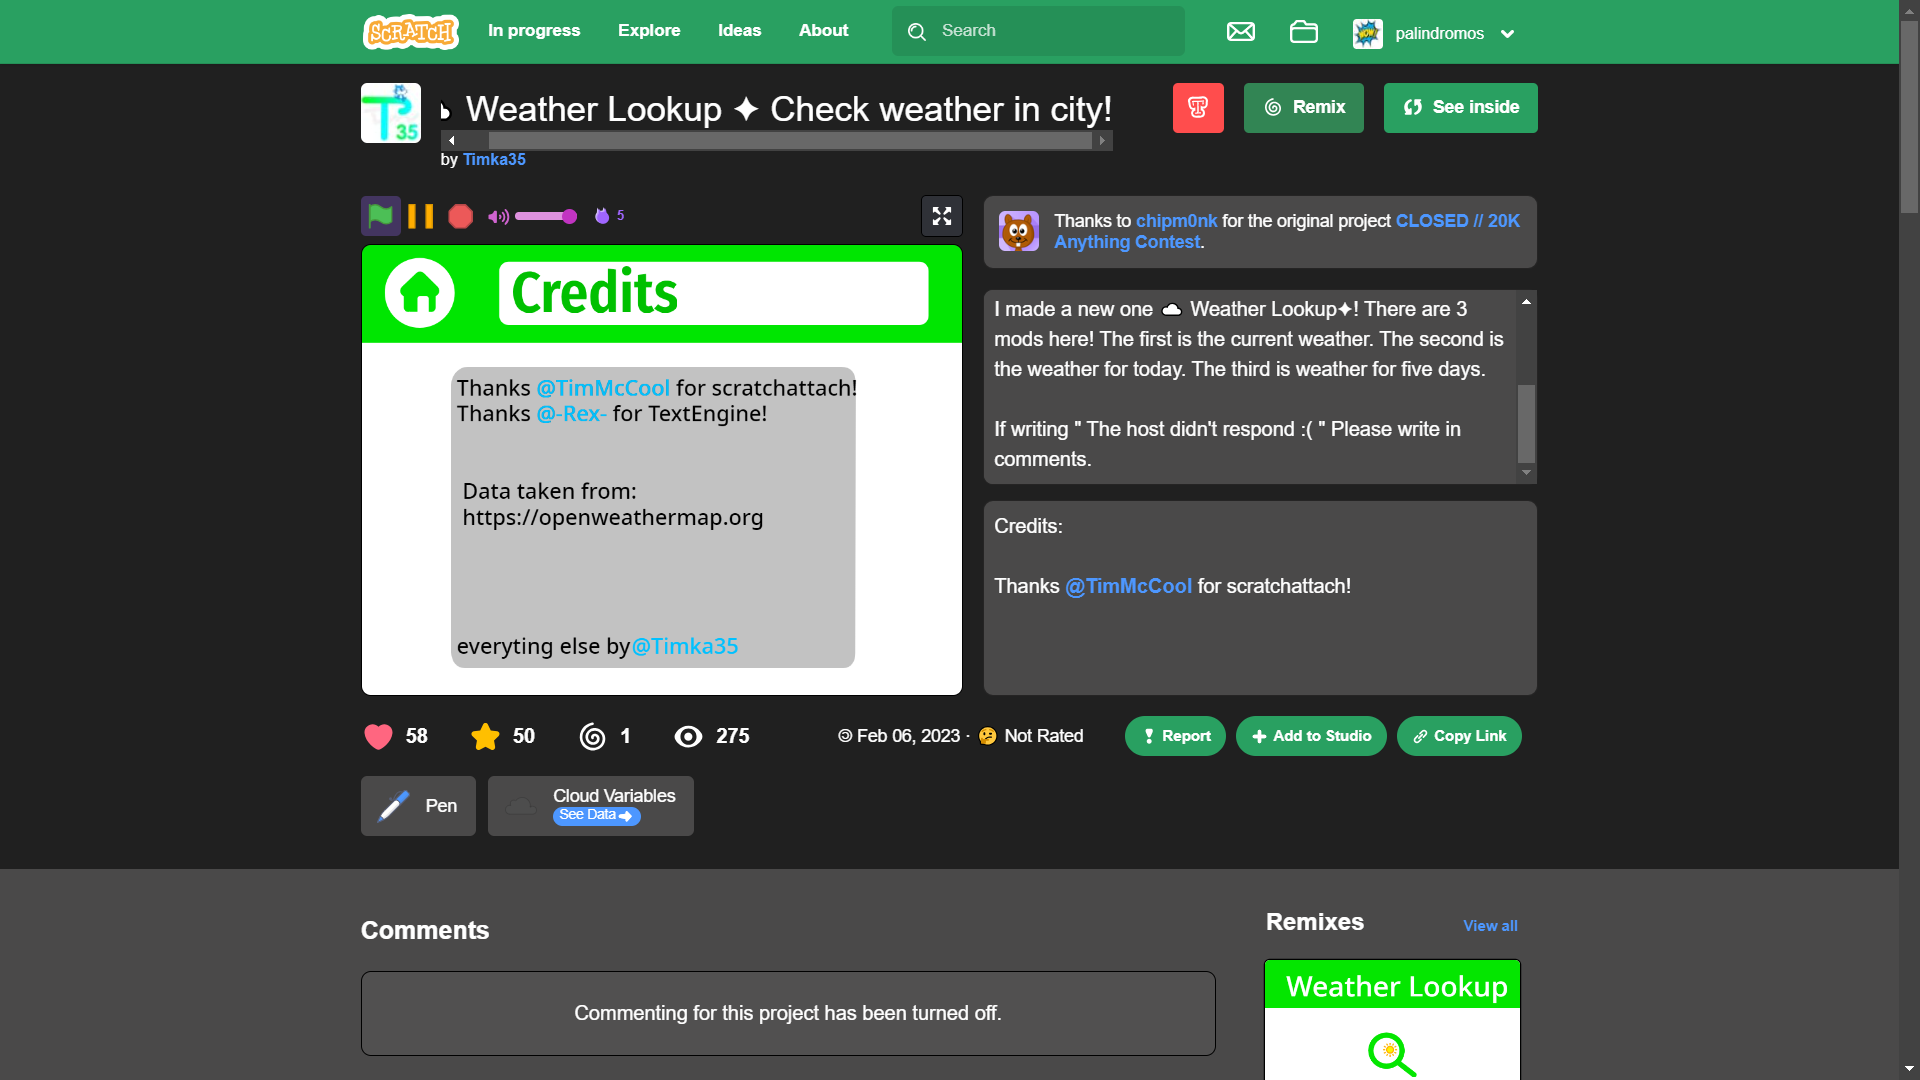 SCRATCH
In progress
Explore
Ideas
About
Search
palindromos
T 35
Weather Lookup ✦ Check weather in city!
by Timka35
Remix
See inside
5
Thanks to chipm0nk for the original project CLOSED // 20K
Anything Contest.
Credits
Thanks @TimMcCool for scratchattach!
Thanks @-Rex- for TextEngine!
Data taken from:
https://openweathermap.org
everyting else by@Timka35
I made a new one ☁ Weather Lookup✦! There are 3
mods here! The first is the current weather. The second is
the weather for today. The third is weather for five days.
If writing " The host didn't respond :( " Please write in
comments.
Credits:
Thanks @TimMcCool for scratchattach!
58
50
1
275
Feb 06, 2023 · 🤔 Not Rated
Report
Add to Studio
Copy Link
Pen
Cloud Variables
See Data
Comments
Commenting for this project has been turned off.
Remixes
View all
Weather Lookup